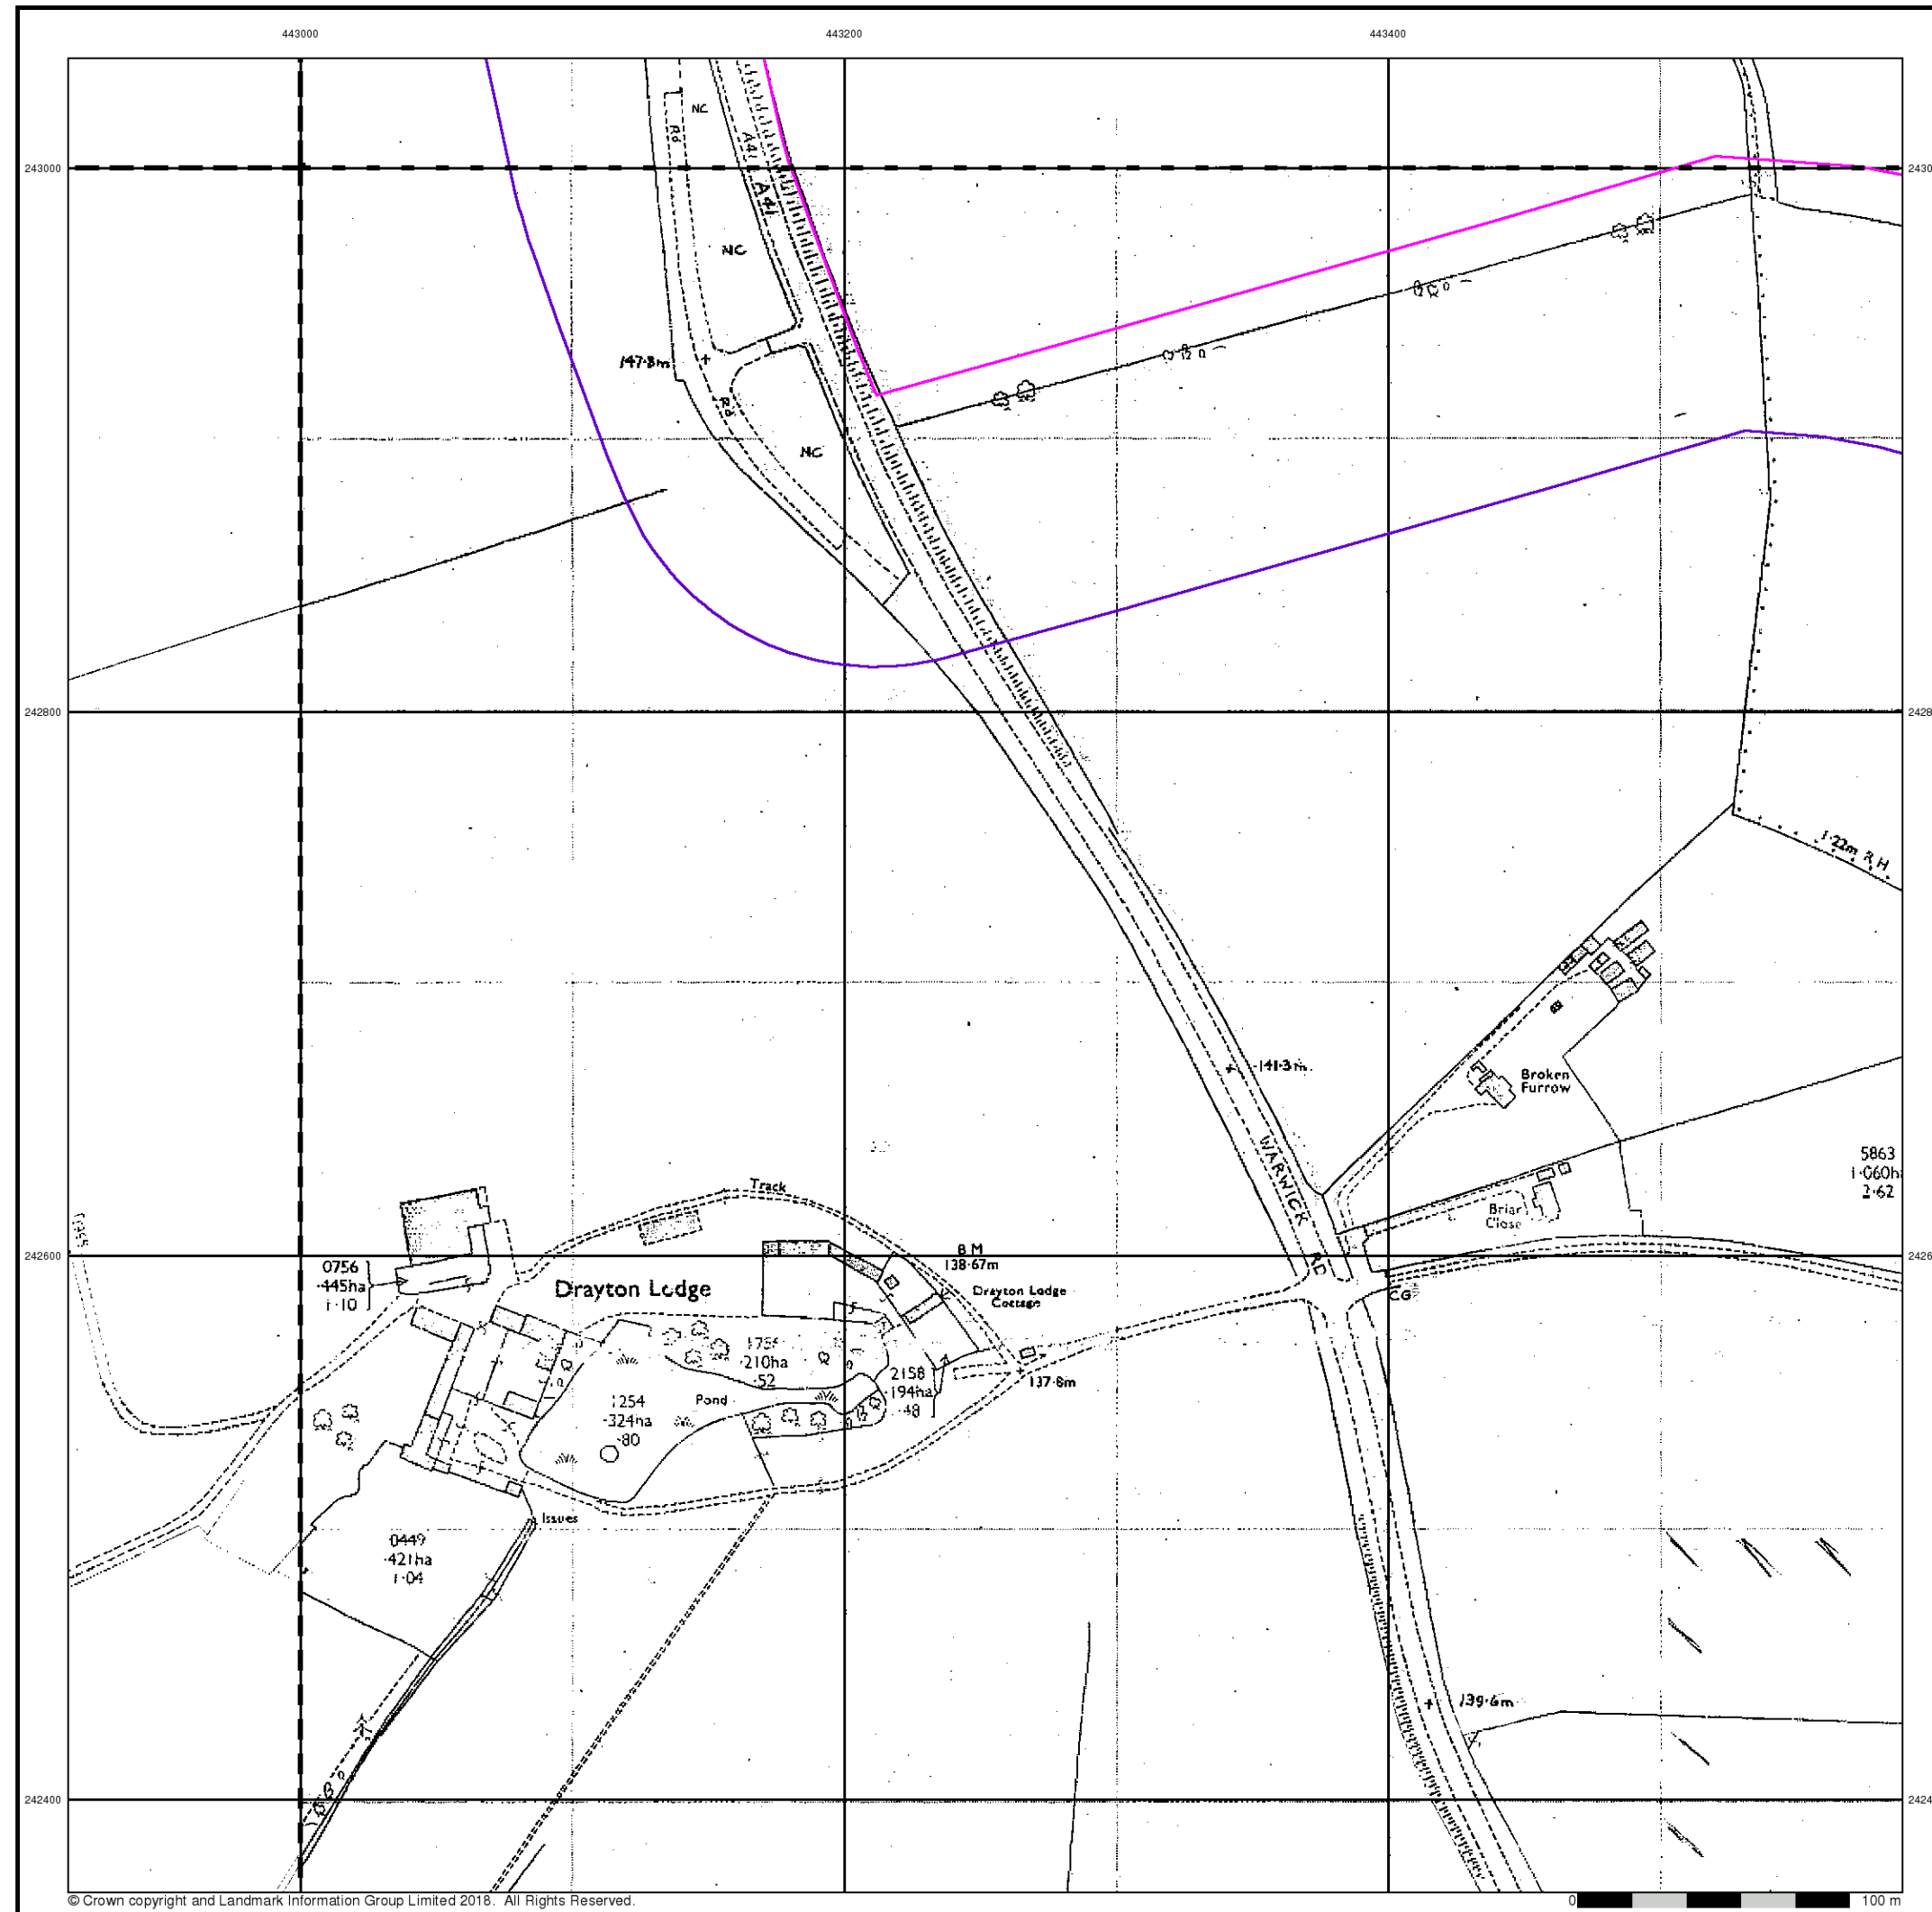 443000
443200
443400
NC
Rd
A41
243000
A41
NC
147·8m
Rd
NC
242800
1·22m R H
141·3m
Broken
Furrow
WARWICK RD
5863
1·060h
2·62
Track
Briar
Close
242600
B M
138·67m
0756
·445ha
1·10
Drayton Lodge
Drayton Lodge
Cottage
CG
·210ha
·52
2158
·194ha
·48
137·8m
1254
·324ha
·80
Pond
Issues
0449
·421ha
1·04
139·6m
242400
© Crown copyright and Landmark Information Group Limited 2018. All Rights Reserved.
0
100 m